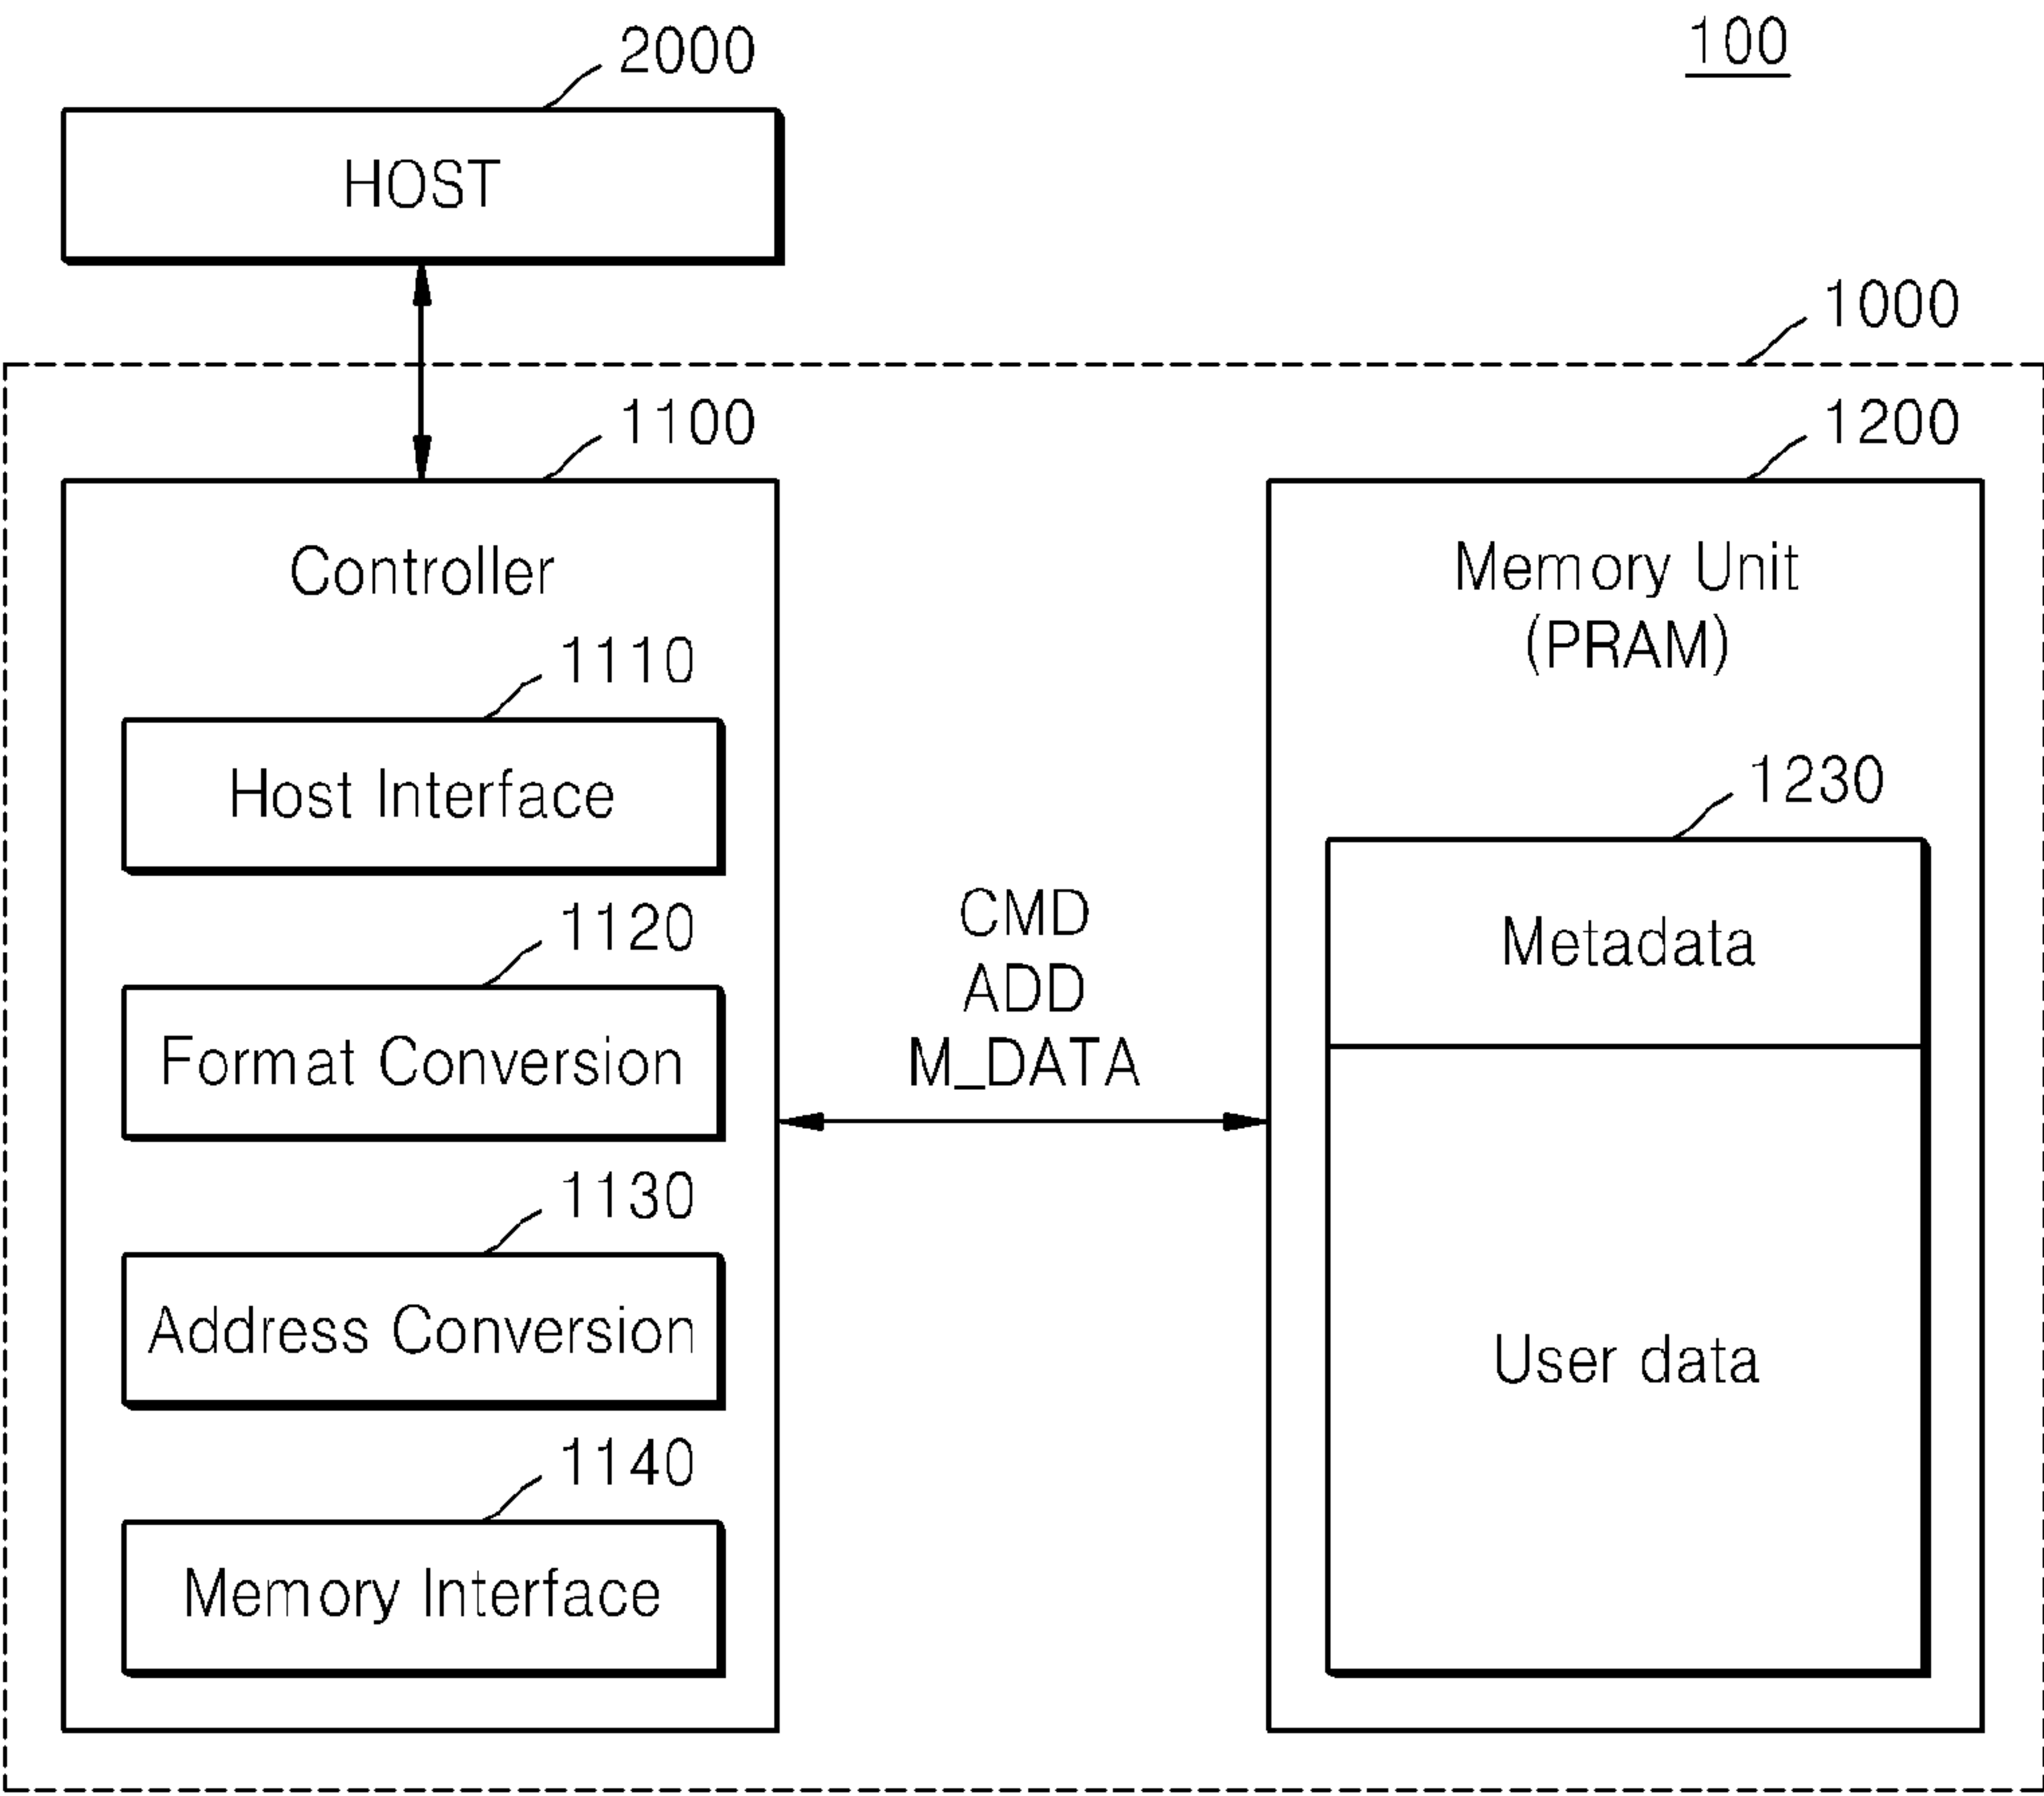 100
2000
HOST
1000
1100
Controller
1110
Host Interface
1120
Format Conversion
1130
Address Conversion
1140
Memory Interface
CMD
ADD
M_DATA
1200
Memory Unit
(PRAM)
1230
Metadata
User data